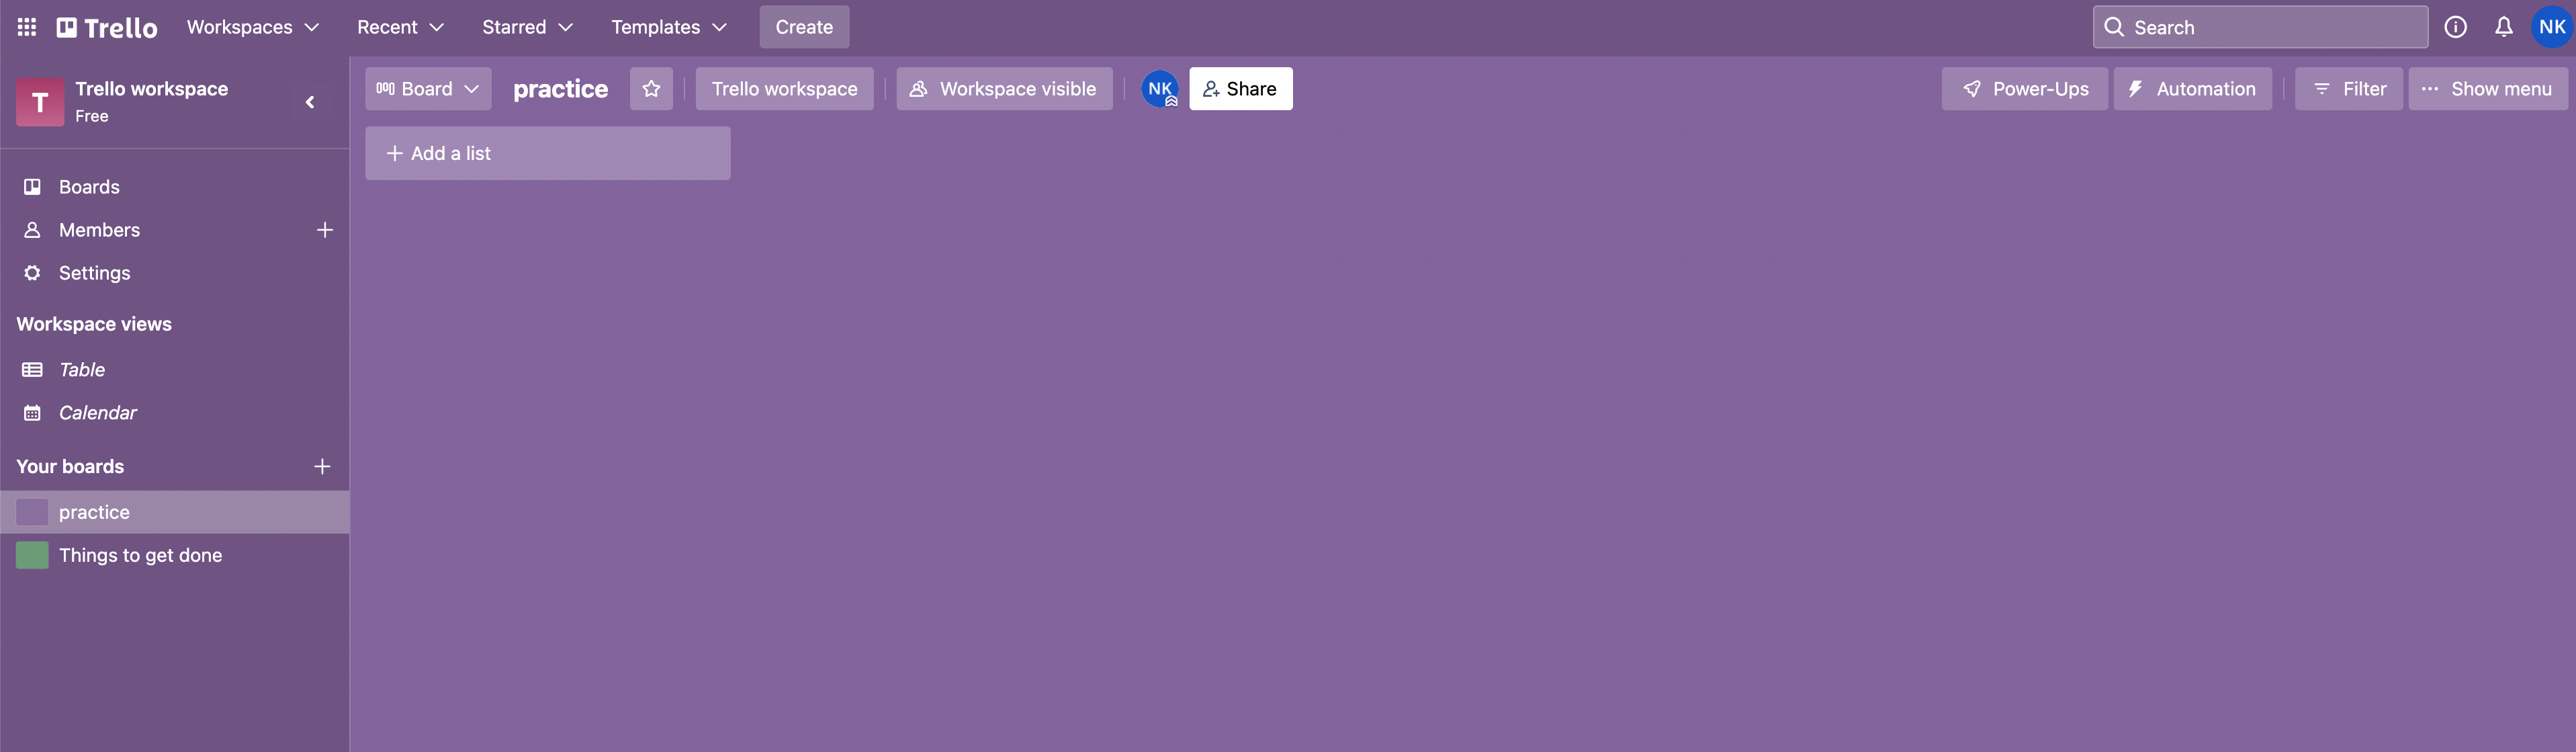 Trello Workspaces Recent Starred Templates Create Search NK
T Trello workspace
Free
Board practice Trello workspace Workspace visible NK Share Power-Ups Automation Filter Show menu
+ Add a list
Boards
Members +
Settings
Workspace views
Table
Calendar
Your boards +
practice
Things to get done